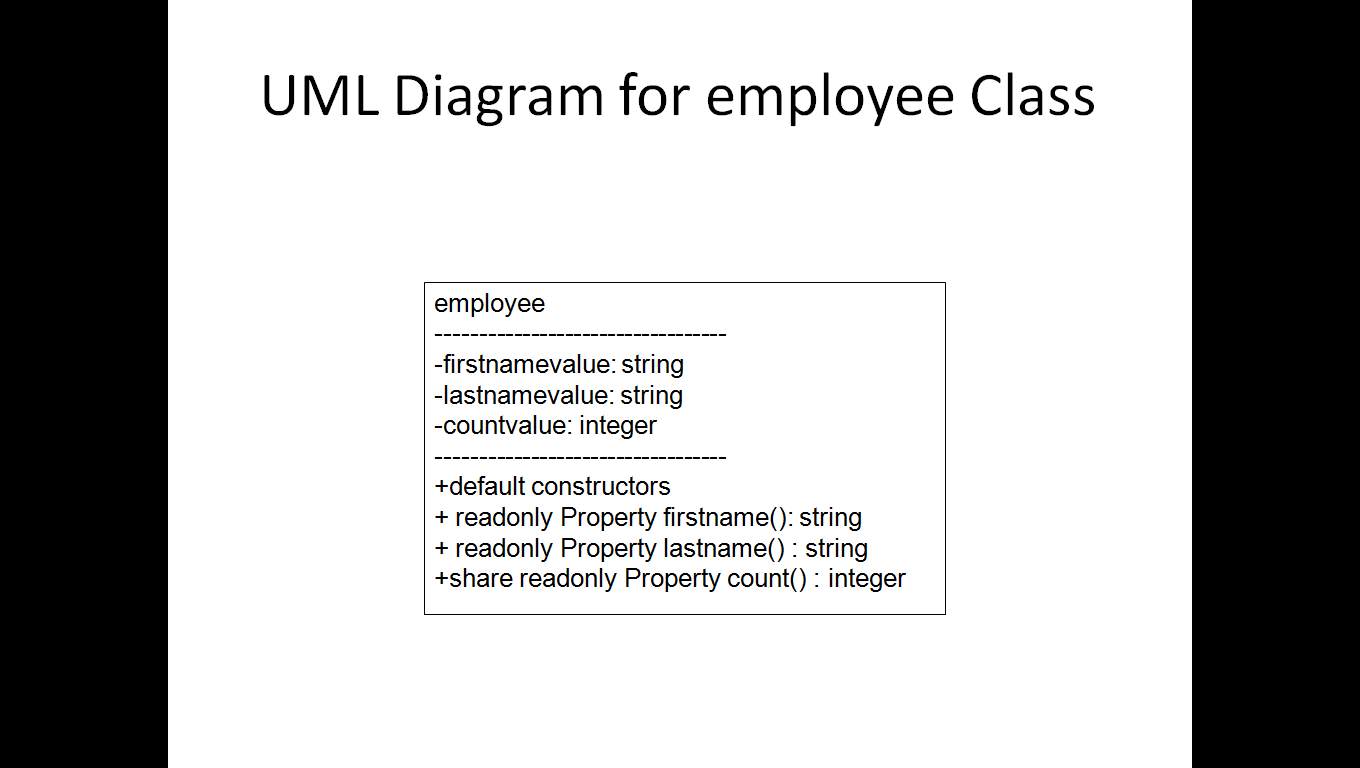 UML Diagram for employee Class
employee
----------------------------------
-firstnamevalue: string
-lastnamevalue: string
-countvalue: integer
----------------------------------
+default constructors
+ readonly Property firstname(): string
+ readonly Property lastname() : string
+share readonly Property count() : integer